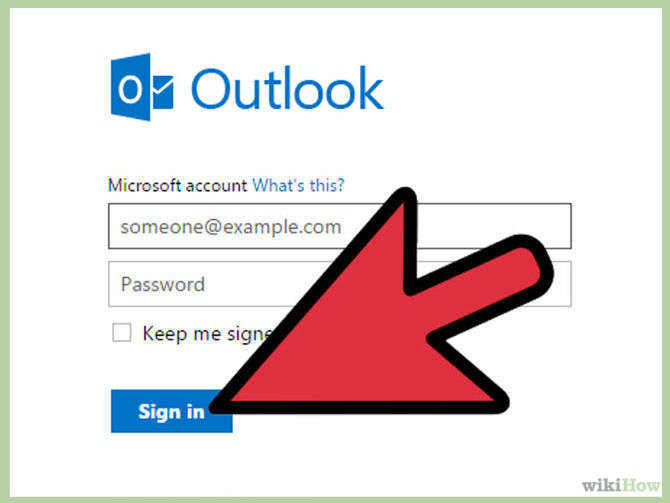 Outlook
Microsoft account What's this?
someone@example.com
Password
Keep me signe
Sign in
wikiHow